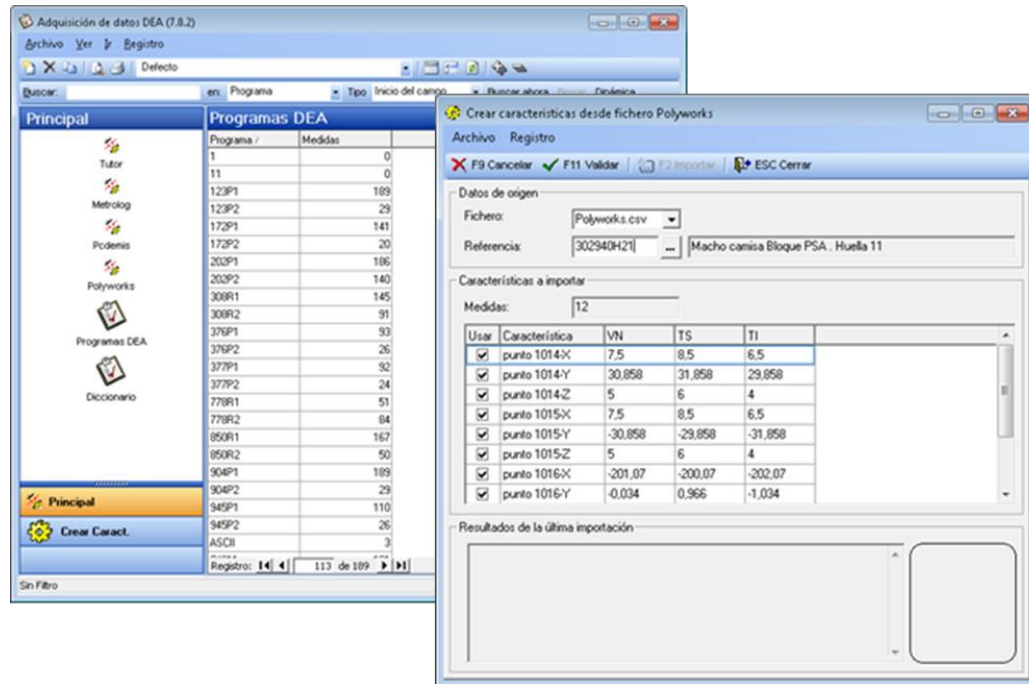 Adquisición de datos DEA (7.0.2)
Archivo Ver Ir Registro
Defecto
Buscar: en: Programa Tipo Inicio del campo Buscar ahora Borrar Dinámica
Principal
Tutor
Metrolog
Pcdemis
Polyworks
Programas DEA
Diccionario
Principal
Crear Caract.
Programas DEA
Programa / Medidas
1 0
11 0
123P1 189
123P2 29
172P1 141
172P2 20
202P1 186
202P2 140
308R1 145
308R2 91
376P1 93
376P2 26
377P1 92
377P2 24
778R1 51
778R2 84
850R1 167
850R2 50
904P1 189
904P2 29
945P1 110
945P2 26
ASCII 3
Registro: 113 de 189
Sin Filtro
Crear caracteristicas desde fichero Polyworks
Archivo Registro
F9 Cancelar F11 Validar F2 Importar ESC Cerrar
Datos de origen
Fichero: Polyworks.csv
Referencia: 302940H21 ... Macho camisa Bloque PSA . Huella 11
Características a importar
Medidas: 12
Usar Característica VN TS TI
punto 1014-X 7,5 8,5 6,5
punto 1014-Y 30,858 31,858 29,858
punto 1014-Z 5 6 4
punto 1015-X 7,5 8,5 6,5
punto 1015-Y -30,858 -29,858 -31,858
punto 1015-Z 5 6 4
punto 1016-X -201,07 -200,07 -202,07
punto 1016-Y -0,034 0,966 -1,034
Resultados de la última importación